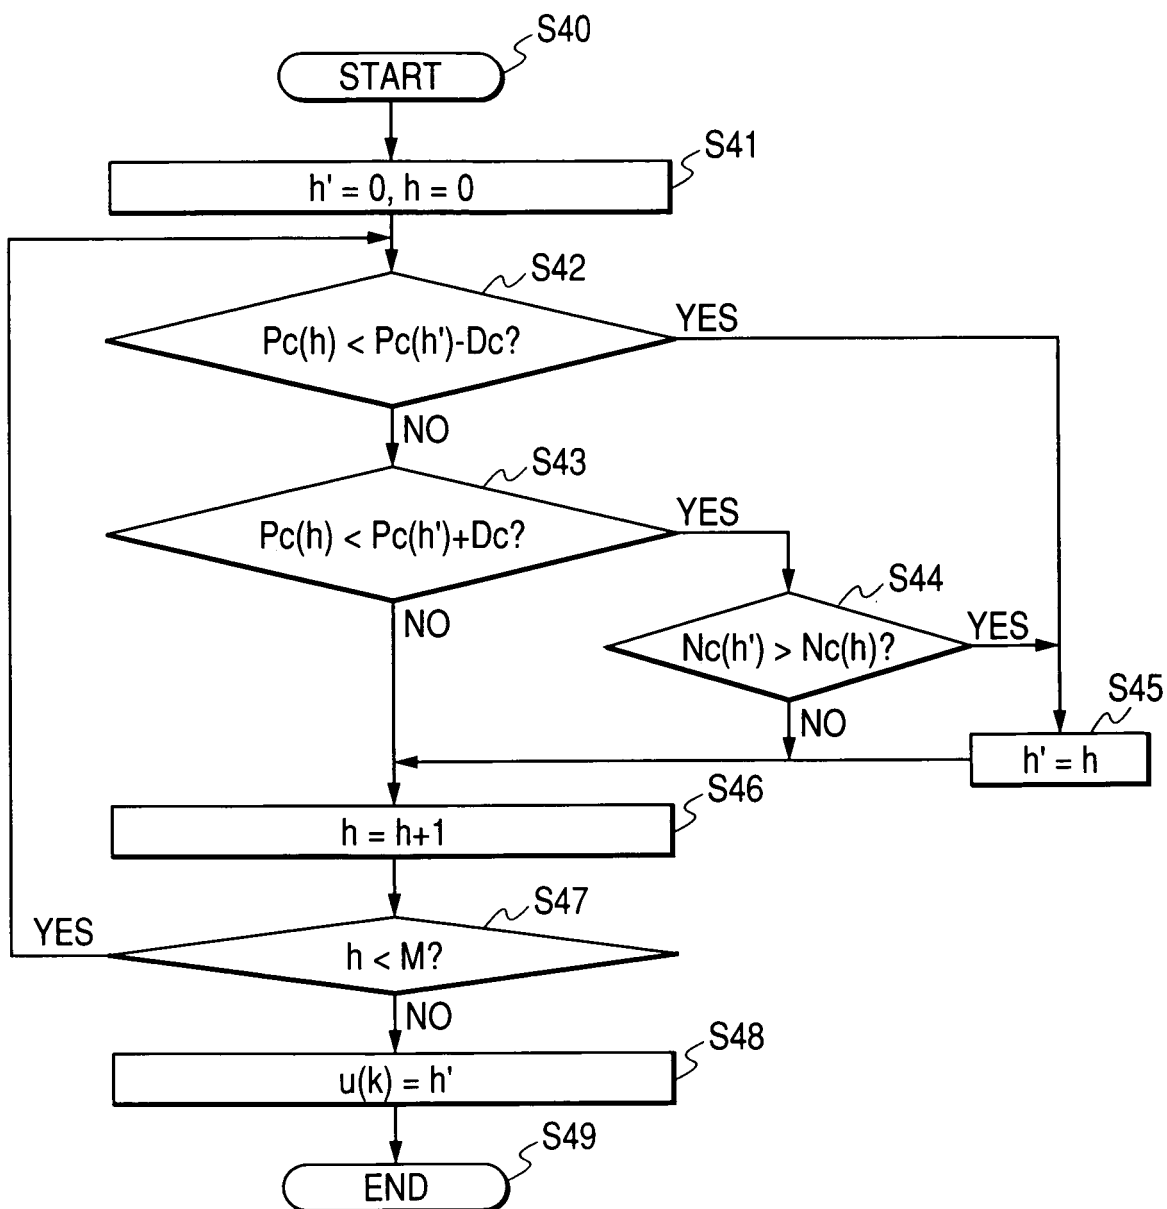 S40
START
S41
h' = 0, h = 0
S42
Pc(h) < Pc(h')-Dc?
YES
NO
S43
Pc(h) < Pc(h')+Dc?
YES
NO
S44
Nc(h') > Nc(h)?
YES
NO
S45
h' = h
S46
h = h+1
S47
h < M?
YES
NO
S48
u(k) = h'
S49
END